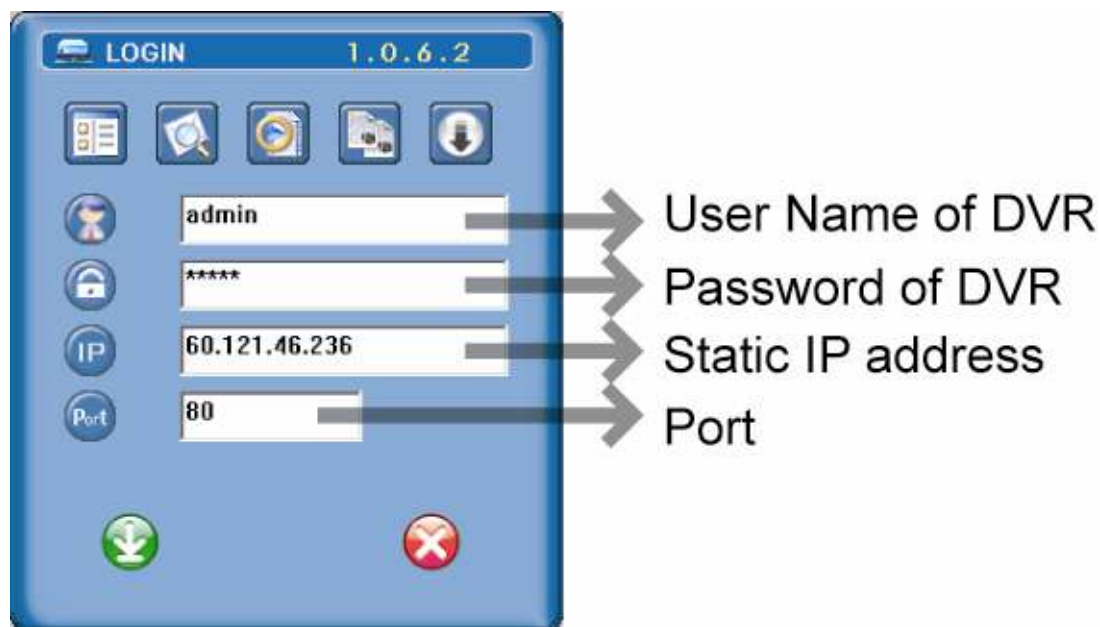 LOGIN 1.0.6.2
admin User Name of DVR
***** Password of DVR
IP 60.121.46.236 Static IP address
Port 80 Port